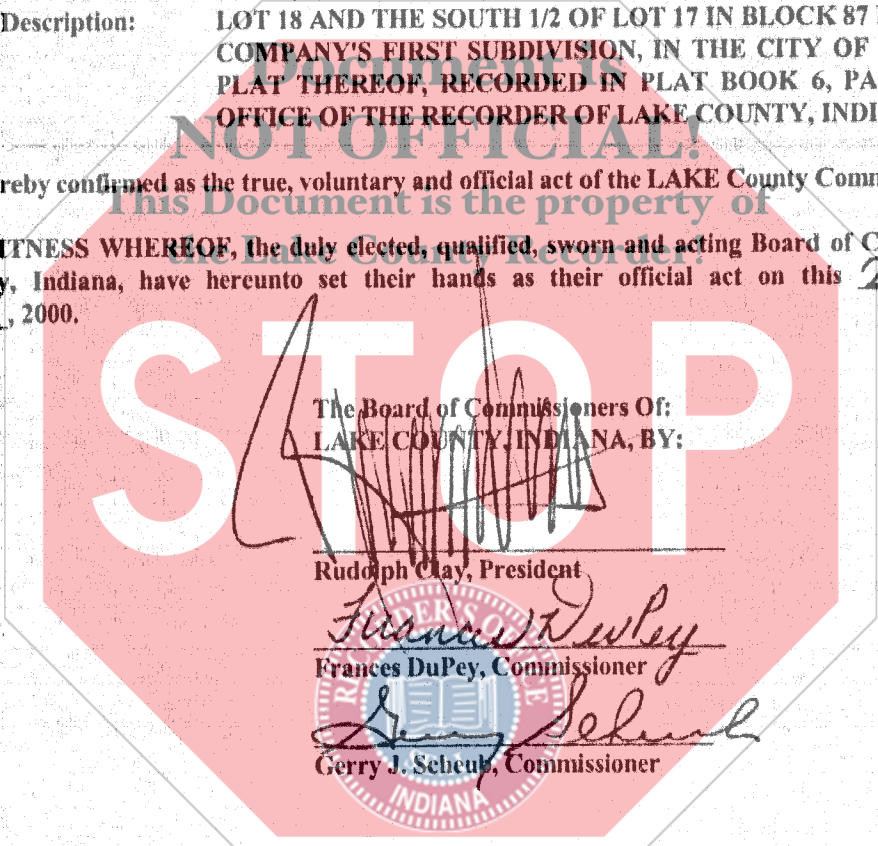 Description: LOT 18 AND THE SOUTH 1/2 OF LOT 17 IN BLOCK 87
COMPANY'S FIRST SUBDIVISION, IN THE CITY OF
PLAT THEREOF, RECORDED IN PLAT BOOK 6, PA
OFFICE OF THE RECORDER OF LAKE COUNTY, INDI
Document is
NOT OFFICIAL!
reby confirmed as the true, voluntary and official act of the LAKE County Comm
This Document is the property of
the Lake County Recorder!
ITNESS WHEREOF, the duly elected, qualified, sworn and acting Board of C
y, Indiana, have hereunto set their hands as their official act on this 2
, 2000.
STOP
The Board of Commissioners Of:
LAKE COUNTY, INDIANA, BY:
Rudolph Clay, President
Frances DuPey
Frances DuPey, Commissioner
Gerry Scheub
Gerry J. Scheub, Commissioner
RECORDER'S OFFICE
INDIANA